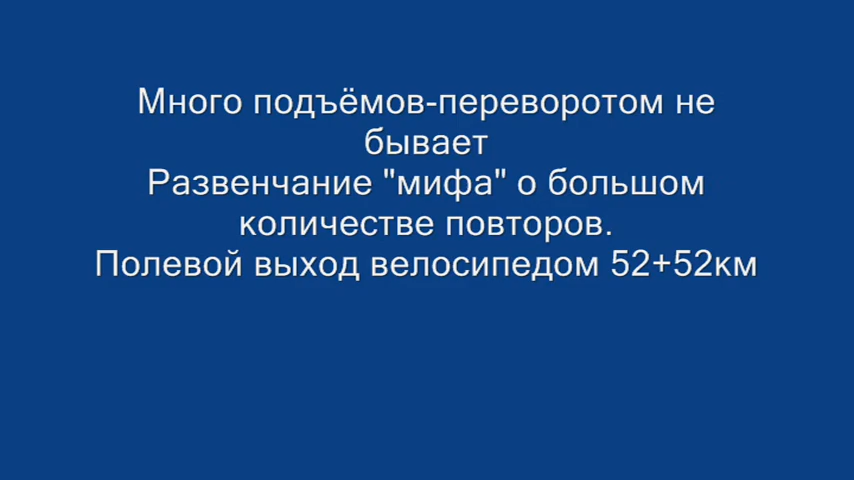 Много подъёмов-переворотом не
бывает
Развенчание "мифа" о большом
количестве повторов.
Полевой выход велосипедом 52+52км